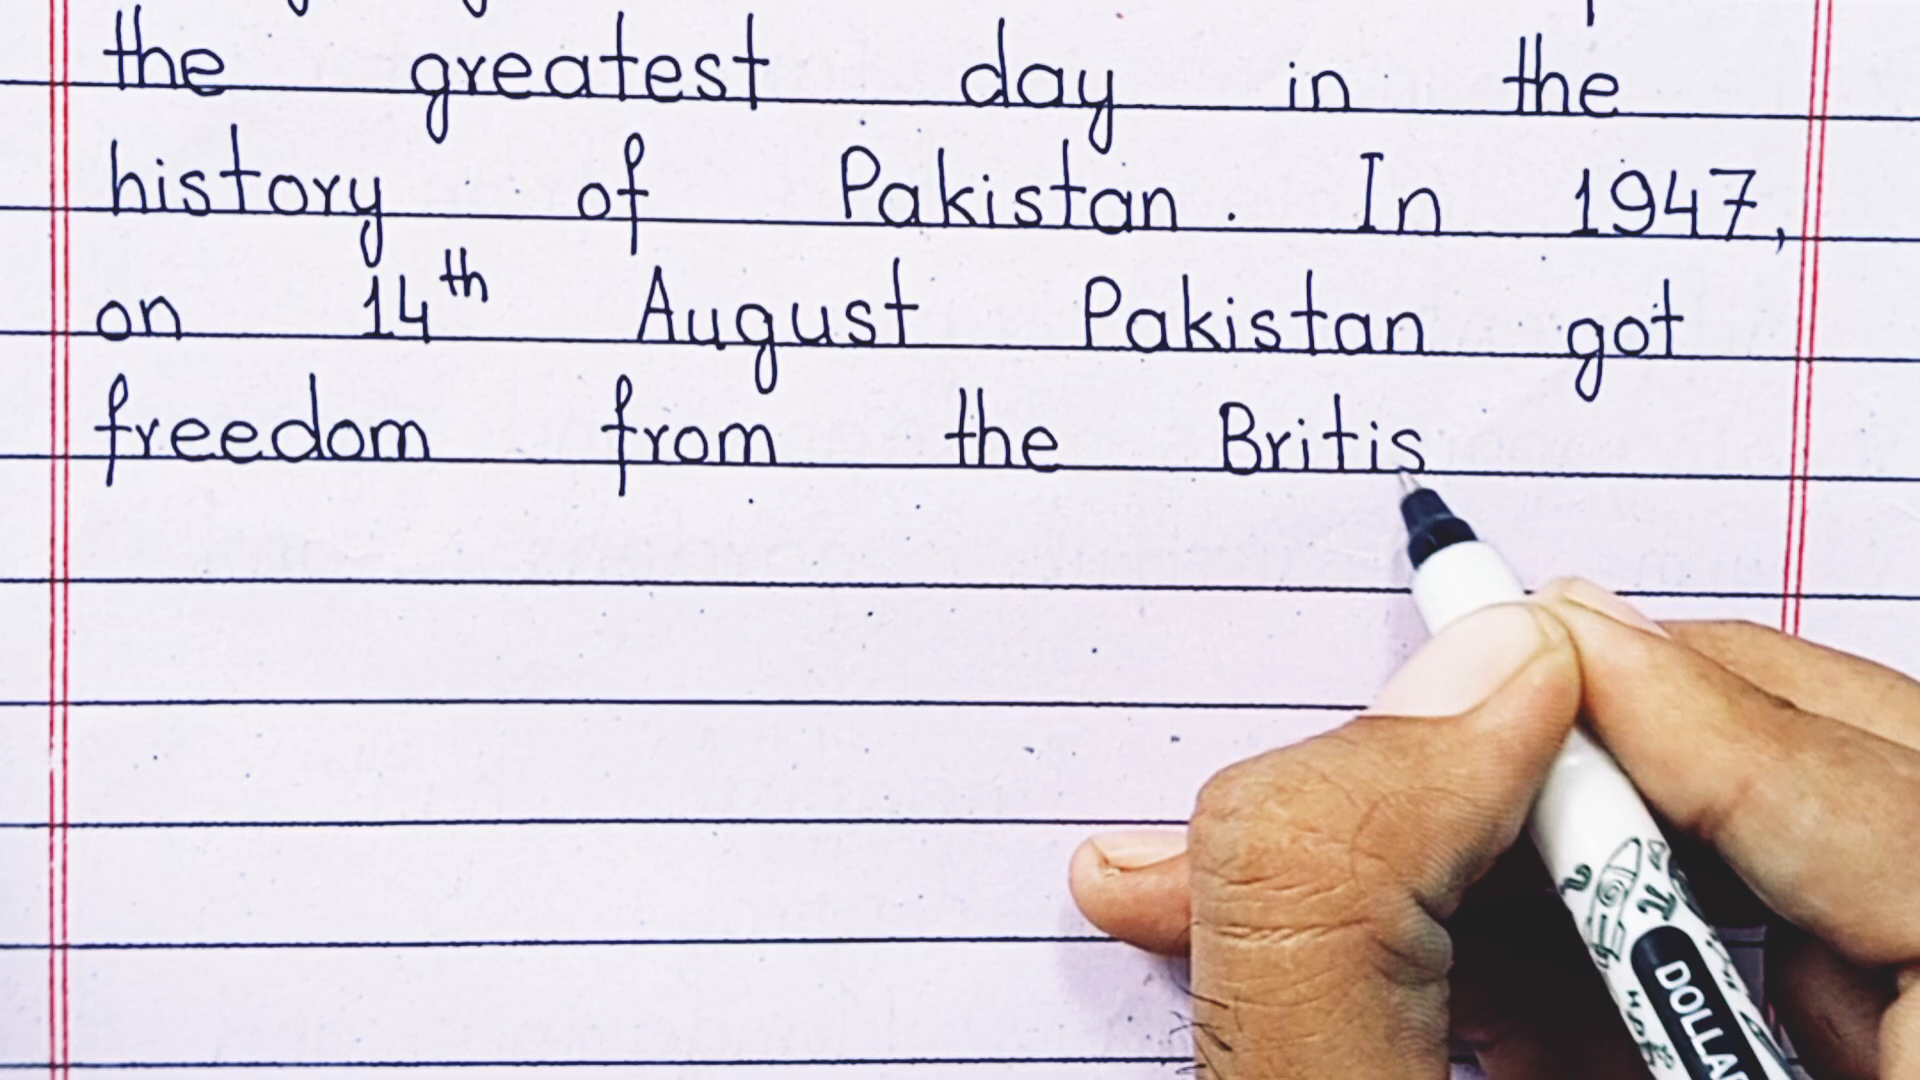 the greatest day in the
history of Pakistan. In 1947,
on 14th August Pakistan got
freedom from the Britis
DOLLA